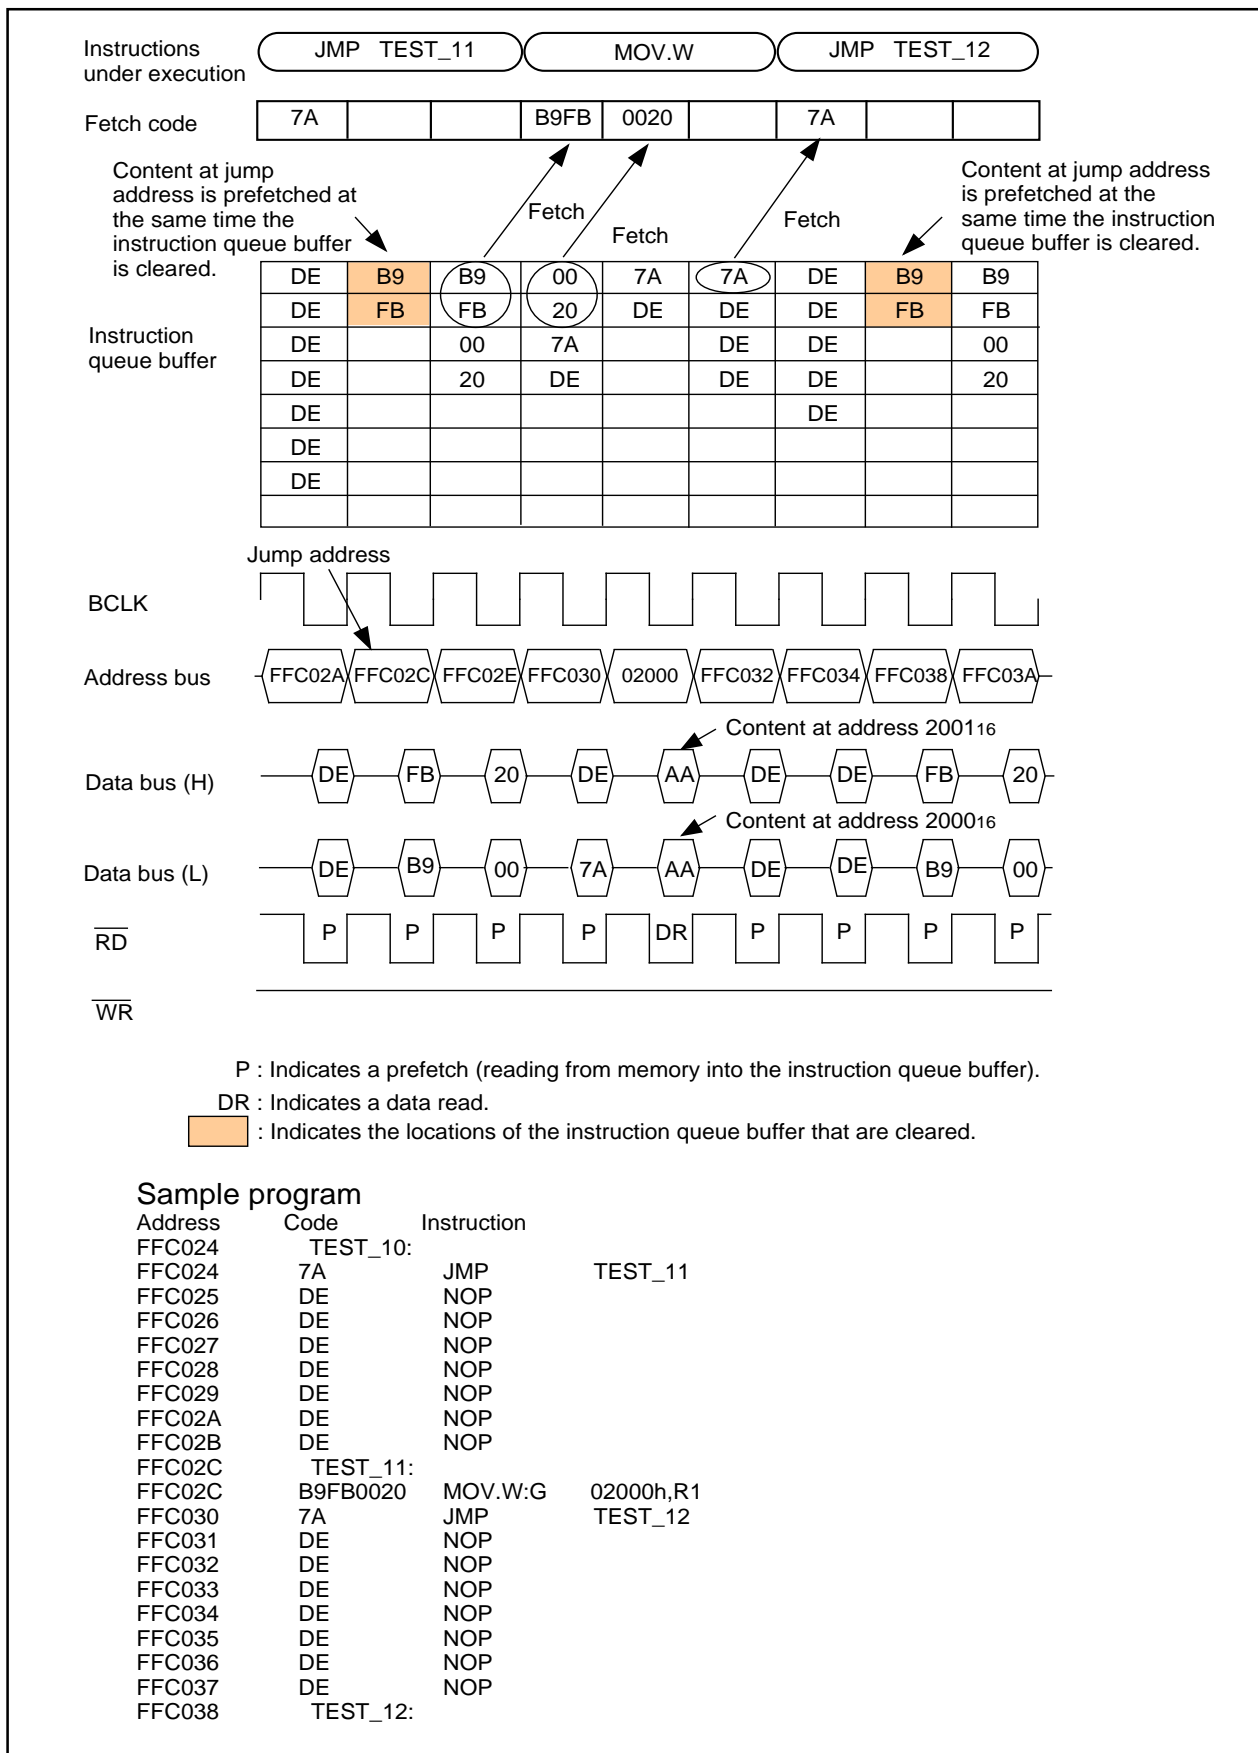 Instructions
under execution
JMP TEST_11
MOV.W
JMP TEST_12
Fetch code
7A B9FB 0020 7A
Content at jump
address is prefetched at
the same time the
instruction queue buffer
is cleared.
Fetch
Fetch
Fetch
Content at jump address
is prefetched at the
same time the instruction
queue buffer is cleared.
Instruction
queue buffer
DE B9 B9 00 7A 7A DE B9 B9
DE FB FB 20 DE DE DE FB FB
DE 00 7A DE DE 00
DE 20 DE DE DE 20
DE DE
DE
DE
Jump address
BCLK
Address bus
FFC02A FFC02C FFC02E FFC030 02000 FFC032 FFC034 FFC038 FFC03A
Content at address 200116
Data bus (H)
DE FB 20 DE AA DE DE FB 20
Content at address 200016
Data bus (L)
DE B9 00 7A AA DE DE B9 00
RD
P P P P DR P P P P
WR
P : Indicates a prefetch (reading from memory into the instruction queue buffer).
DR : Indicates a data read.
: Indicates the locations of the instruction queue buffer that are cleared.
Sample program
Address Code Instruction
FFC024 TEST_10:
FFC024 7A JMP TEST_11
FFC025 DE NOP
FFC026 DE NOP
FFC027 DE NOP
FFC028 DE NOP
FFC029 DE NOP
FFC02A DE NOP
FFC02B DE NOP
FFC02C TEST_11:
FFC02C B9FB0020 MOV.W:G 02000h,R1
FFC030 7A JMP TEST_12
FFC031 DE NOP
FFC032 DE NOP
FFC033 DE NOP
FFC034 DE NOP
FFC035 DE NOP
FFC036 DE NOP
FFC037 DE NOP
FFC038 TEST_12: